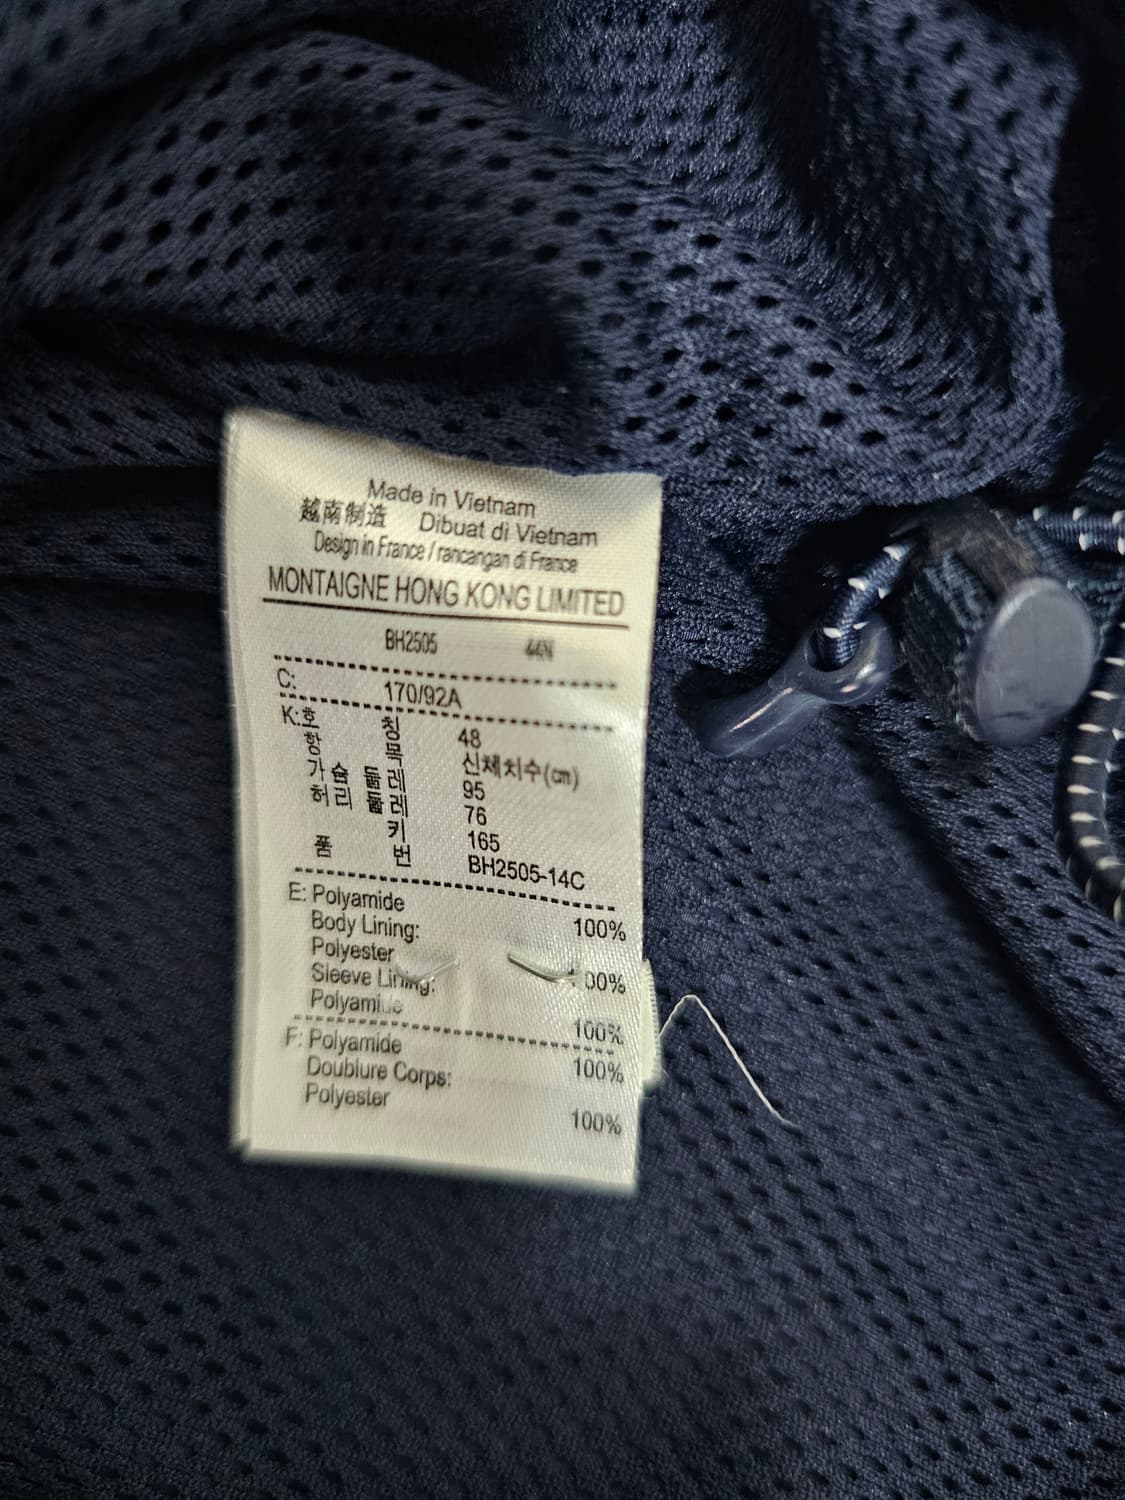 Made in Vietnam
越南制造 Dibuat di Vietnam
Design in France / rancangan di France
MONTAIGNE HONG KONG LIMITED
BH2505
C: 170/92A
K:호 칭 48
항 목 신체치수(㎝)
가슴 둘레 95
허리 둘레 76
키 165
품 번 BH2505-14C
E: Polyamide 100%
Body Lining:
Polyester 100%
Sleeve Lining:
Polyamide 100%
F: Polyamide 100%
Doublure Corps:
Polyester 100%